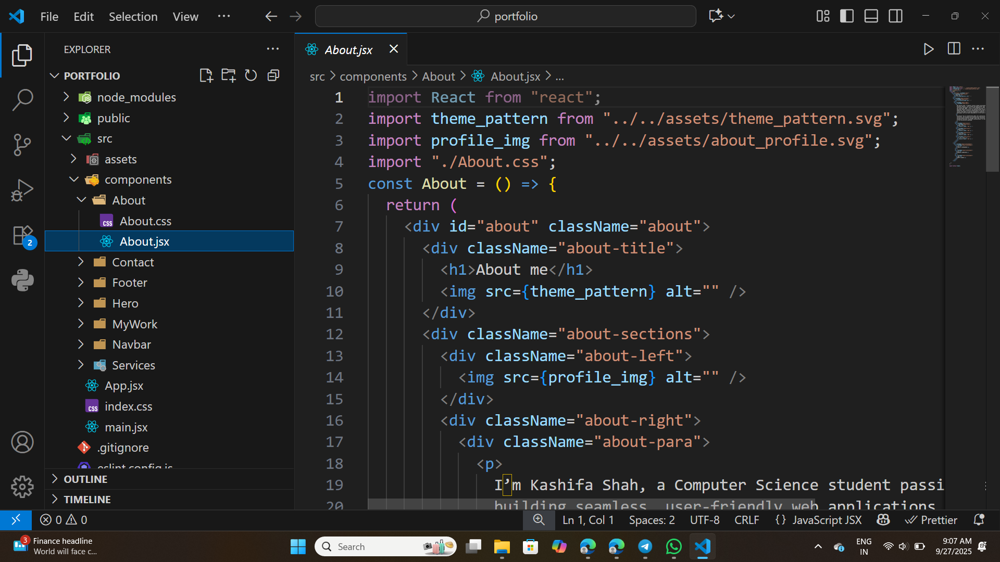 File Edit Selection View ... portfolio
EXPLORER
PORTFOLIO
node_modules
public
src
assets
components
About
About.css
About.jsx
Contact
Footer
Hero
MyWork
Navbar
Services
App.jsx
index.css
main.jsx
.gitignore
eslint.config.js
OUTLINE
TIMELINE
2
About.jsx
src > components > About > About.jsx > ...
1 import React from "react";
2 import theme_pattern from "../../assets/theme_pattern.svg";
3 import profile_img from "../../assets/about_profile.svg";
4 import "./About.css";
5 const About = () => {
6 return (
7 <div id="about" className="about">
8 <div className="about-title">
9 <h1>About me</h1>
10 <img src={theme_pattern} alt="" />
11 </div>
12 <div className="about-sections">
13 <div className="about-left">
14 <img src={profile_img} alt="" />
15 </div>
16 <div className="about-right">
17 <div className="about-para">
18 <p>
19 I’m Kashifa Shah, a Computer Science student passi
20 building seamless, user-friendly web applications
0 0
Ln 1, Col 1 Spaces: 2 UTF-8 CRLF {} JavaScript JSX Prettier
3
Finance headline
World will face c...
Search
ENG
IN
9:07 AM
9/27/2025